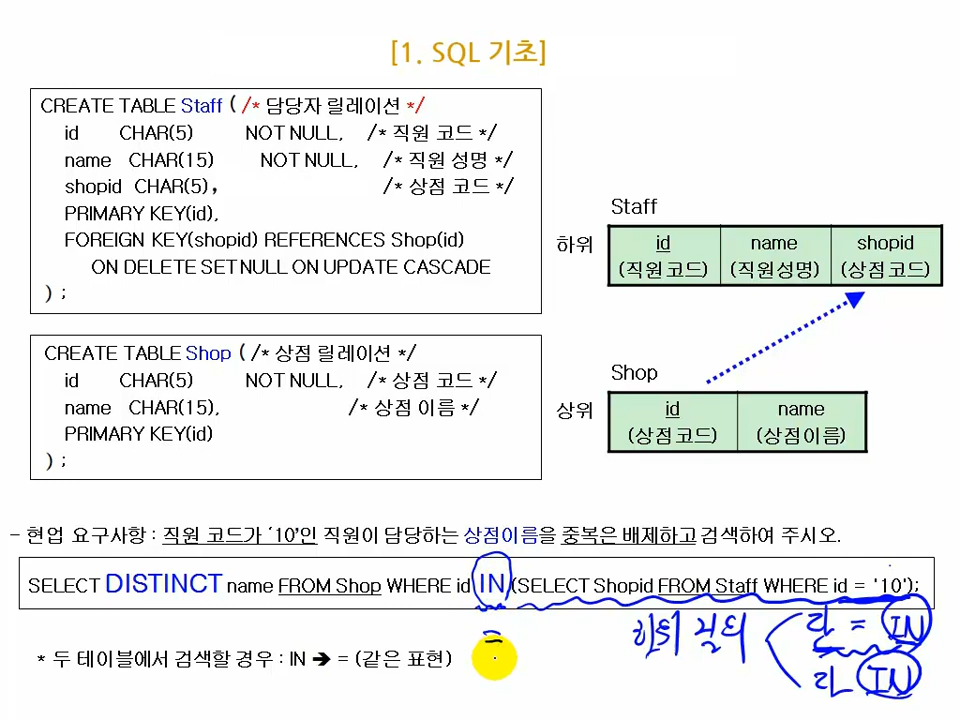 [1. SQL 기초]
CREATE TABLE Staff ( /* 담당자 릴레이션 */
id CHAR(5) NOT NULL, /* 직원 코드 */
name CHAR(15) NOT NULL, /* 직원 성명 */
shopid CHAR(5), /* 상점 코드 */
PRIMARY KEY(id),
FOREIGN KEY(shopid) REFERENCES Shop(id)
ON DELETE SET NULL ON UPDATE CASCADE
) ;
Staff
하위
id name shopid
(직원코드) (직원성명) (상점코드)
CREATE TABLE Shop ( /* 상점 릴레이션 */
id CHAR(5) NOT NULL, /* 상점 코드 */
name CHAR(15), /* 상점 이름 */
PRIMARY KEY(id)
) ;
Shop
상위
id name
(상점코드) (상점이름)
- 현업 요구사항 : 직원 코드가 '10'인 직원이 담당하는 상점이름을 중복은 배제하고 검색하여 주시오.
SELECT DISTINCT name FROM Shop WHERE id IN (SELECT Shopid FROM Staff WHERE id = '10');
=
하위 질의
단 = IN
다 IN
* 두 테이블에서 검색할 경우 : IN ➔ = (같은 표현)